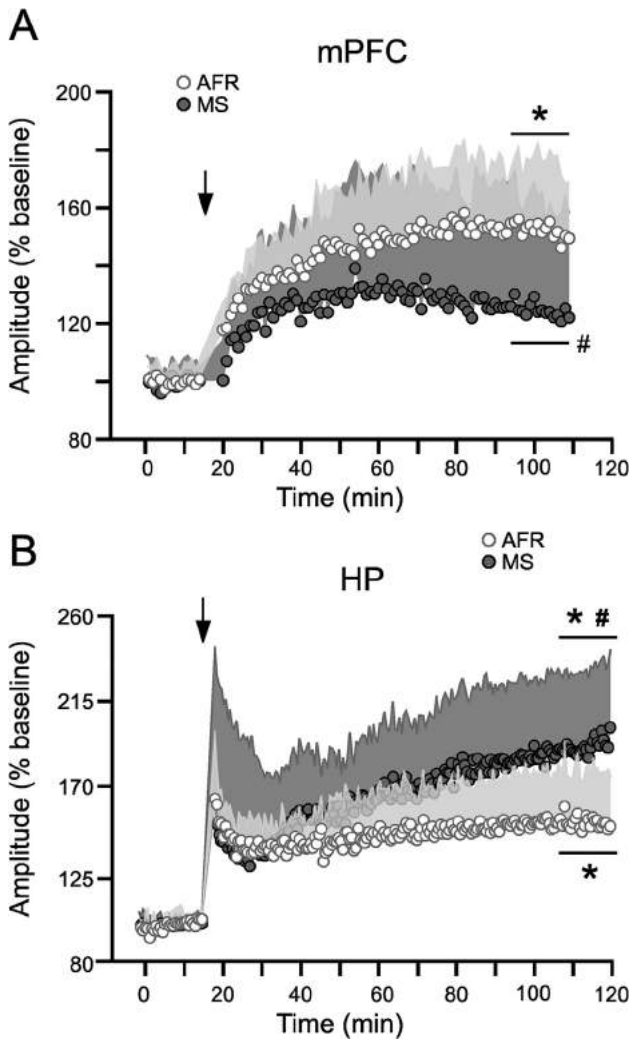 A
mPFC
AFR
MS
200
*
160
120
#
80
Amplitude (% baseline)
0 20 40 60 80 100 120
Time (min)
B
AFR
MS
HP
260
* #
215
170
125
*
80
Amplitude (% baseline)
0 20 40 60 80 100 120
Time (min)